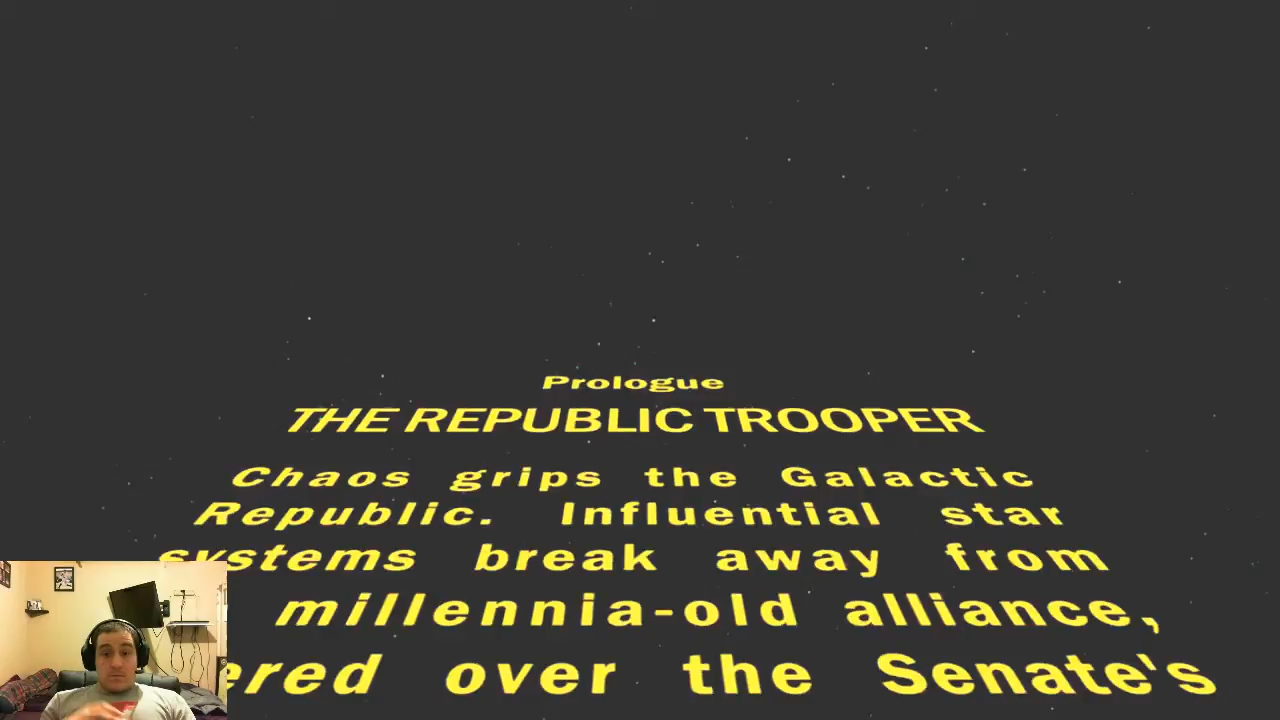 Prologue
THE REPUBLIC TROOPER
Chaos grips the Galactic
Republic. Influential star
systems break away from
millennia-old alliance,
over the Senate's